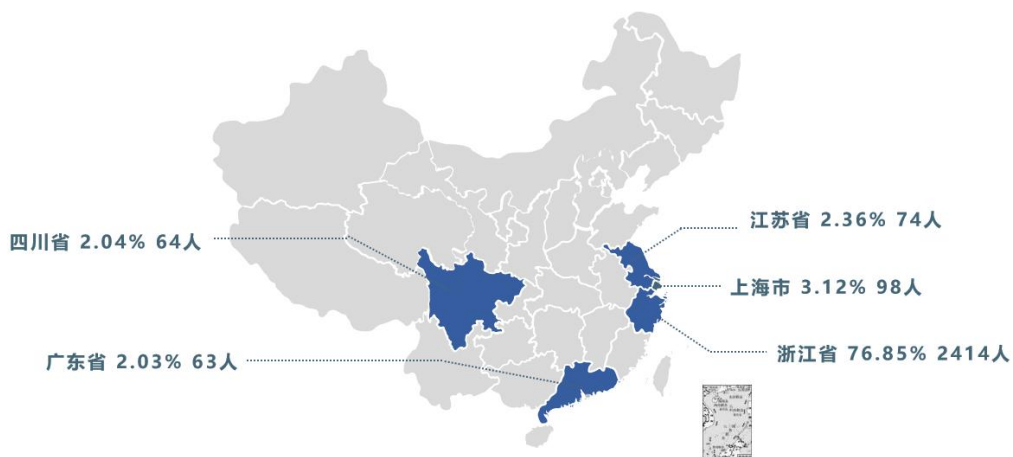 江苏省 2.36% 74人
四川省 2.04% 64人
上海市 3.12% 98人
浙江省 76.85% 2414人
广东省 2.03% 63人